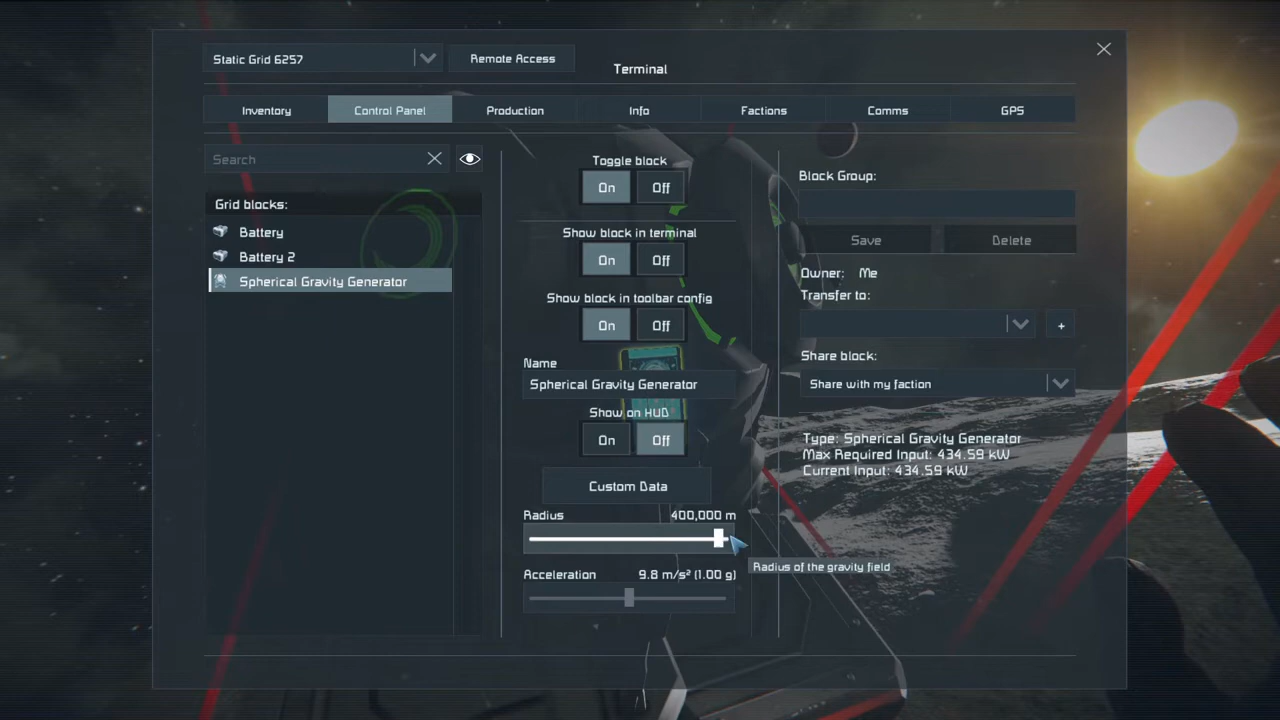 Static Grid 6257
Remote Access
Terminal
Inventory
Control Panel
Production
Info
Factions
Comms
GPS
Search
Grid blocks:
Battery
Battery 2
Spherical Gravity Generator
Toggle block
On Off
Show block in terminal
On Off
Show block in toolbar config
On Off
Name
Spherical Gravity Generator
Show on HUD
On Off
Custom Data
Radius 400,000 m
Radius of the gravity field
Acceleration 9.8 m/s² (1.00 g)
Block Group:
Save Delete
Owner: Me
Transfer to:
+
Share block:
Share with my faction
Type: Spherical Gravity Generator
Max Required Input: 434.59 kW
Current Input: 434.59 kW